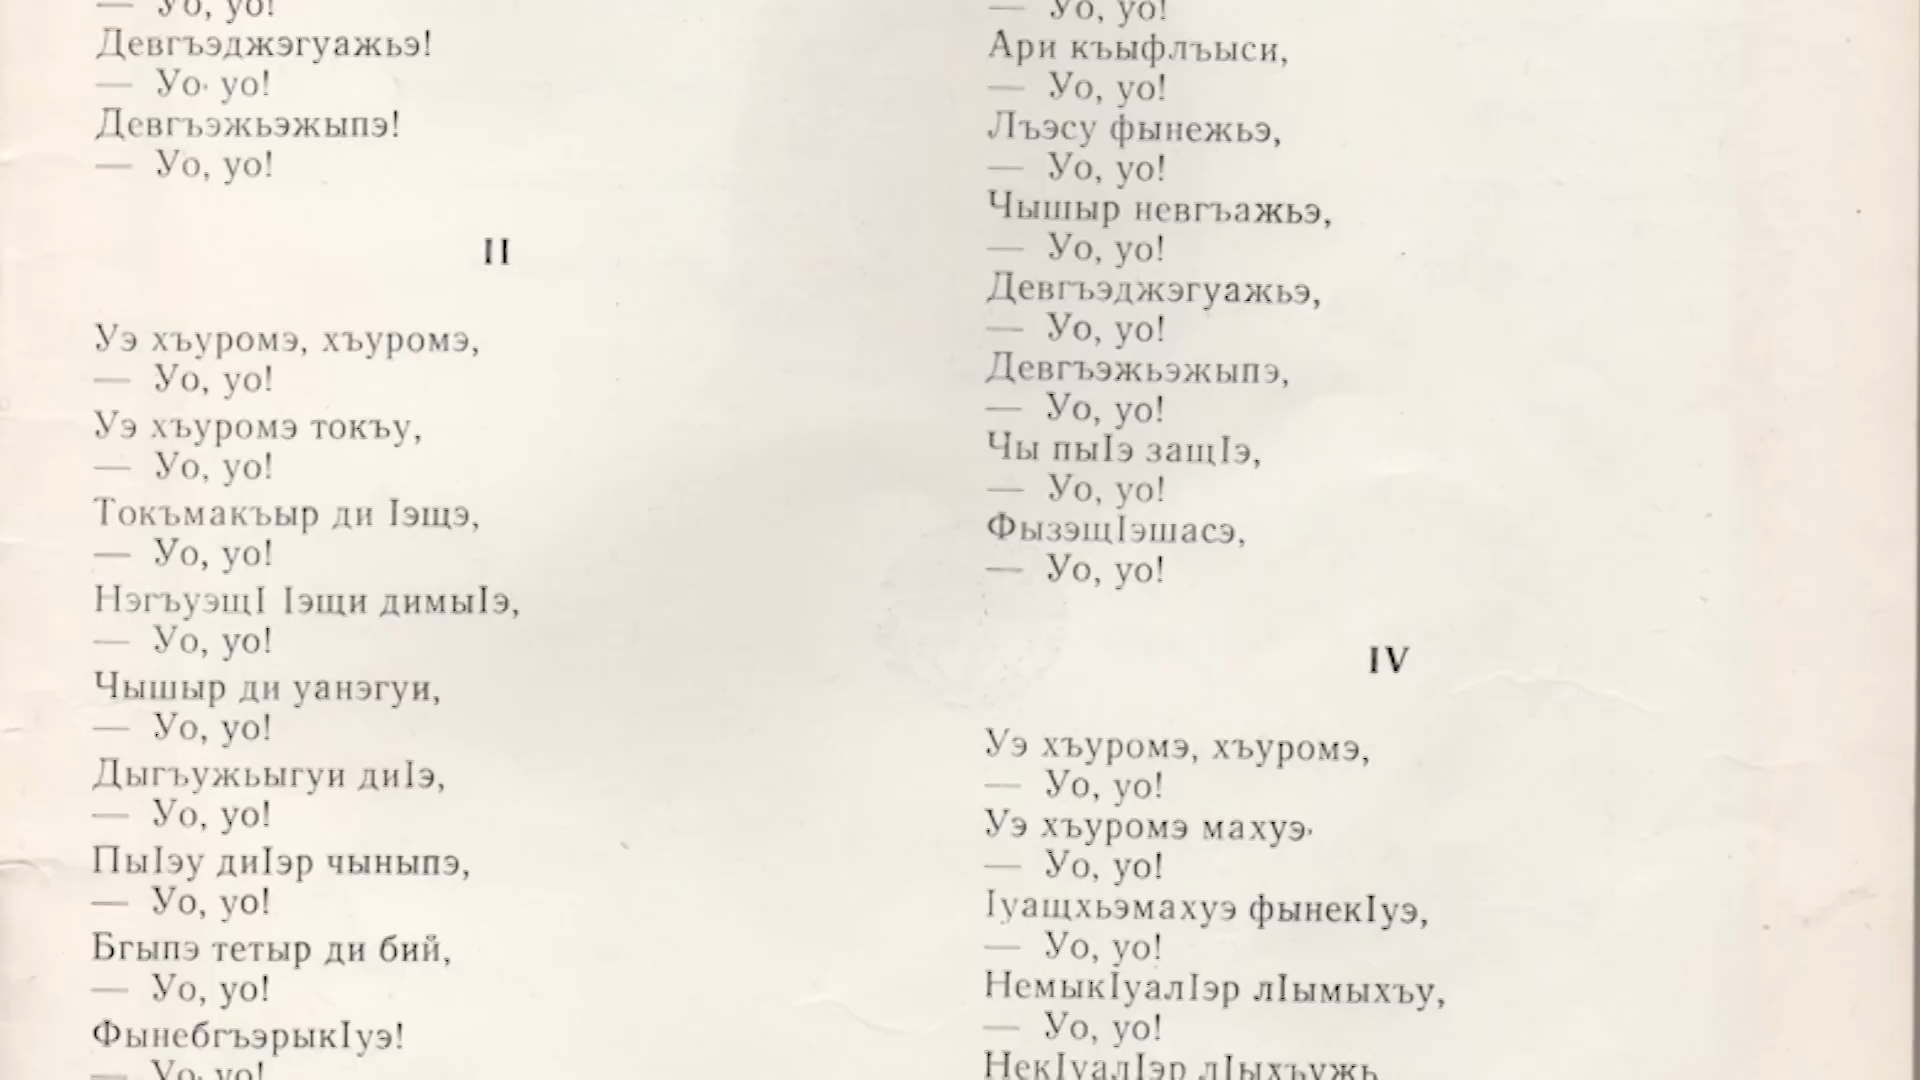 — Уо, уо!
Девгъэджэгуажьэ!
— Уо, уо!
Девгъэжьэжыпэ!
— Уо, уо!
II
Уэ хъуромэ, хъуромэ,
— Уо, уо!
Уэ хъуромэ токъу,
— Уо, уо!
Токъмакъыр ди Iэщэ,
— Уо, уо!
НэгъуэщI Iэщи димыIэ,
— Уо, уо!
Чышыр ди уанэгуи,
— Уо, уо!
Дыгъужьыгуи диIэ,
— Уо, уо!
ПыIэу диIэр чыныпэ,
— Уо, уо!
Бгыпэ тетыр ди бий,
— Уо, уо!
ФынебгъэрыкIуэ!
— Уо, уо!
— Уо, уо!
Ари къыфлъыси,
— Уо, уо!
Лъэсу фынежьэ,
— Уо, уо!
Чышыр невгъажьэ,
— Уо, уо!
Девгъэджэгуажьэ,
— Уо, уо!
Девгъэжьэжыпэ,
— Уо, уо!
Чы пыIэ защIэ,
— Уо, уо!
ФызэщIэшасэ,
— Уо, уо!
IV
Уэ хъуромэ, хъуромэ,
— Уо, уо!
Уэ хъуромэ махуэ,
— Уо, уо!
Iуащхьэмахуэ фынекIуэ,
— Уо, уо!
НемыкIуалIэр лIымыхъу,
— Уо, уо!
НекIуалIэр лIыхъужь